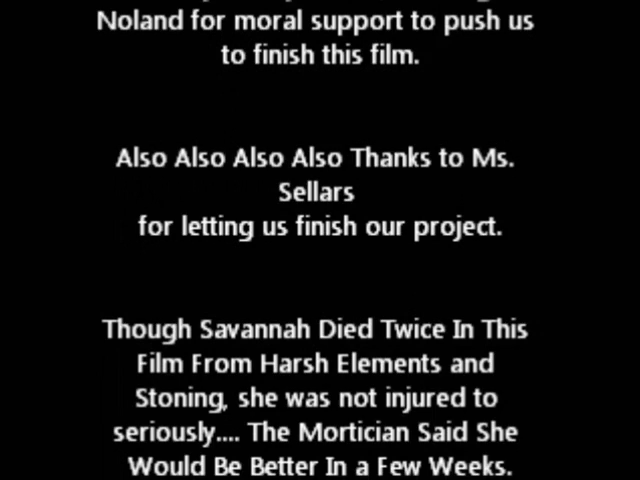 Noland for moral support to push us
to finish this film.
Also Also Also Also Thanks to Ms.
Sellars
for letting us finish our project.
Though Savannah Died Twice In This
Film From Harsh Elements and
Stoning, she was not injured to
seriously.... The Mortician Said She
Would Be Better In a Few Weeks.